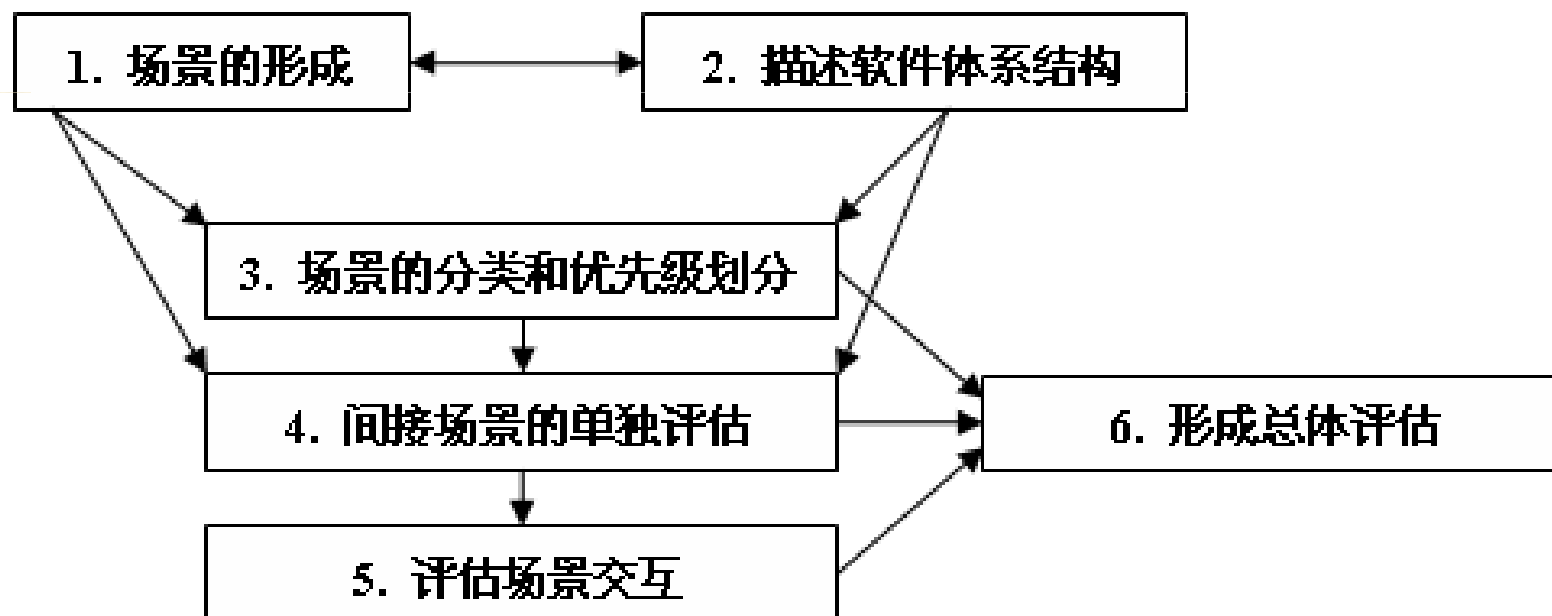 1. 场景的形成
2. 描述软件体系结构
3. 场景的分类和优先级划分
4. 间接场景的单独评估
6. 形成总体评估
5. 评估场景交互